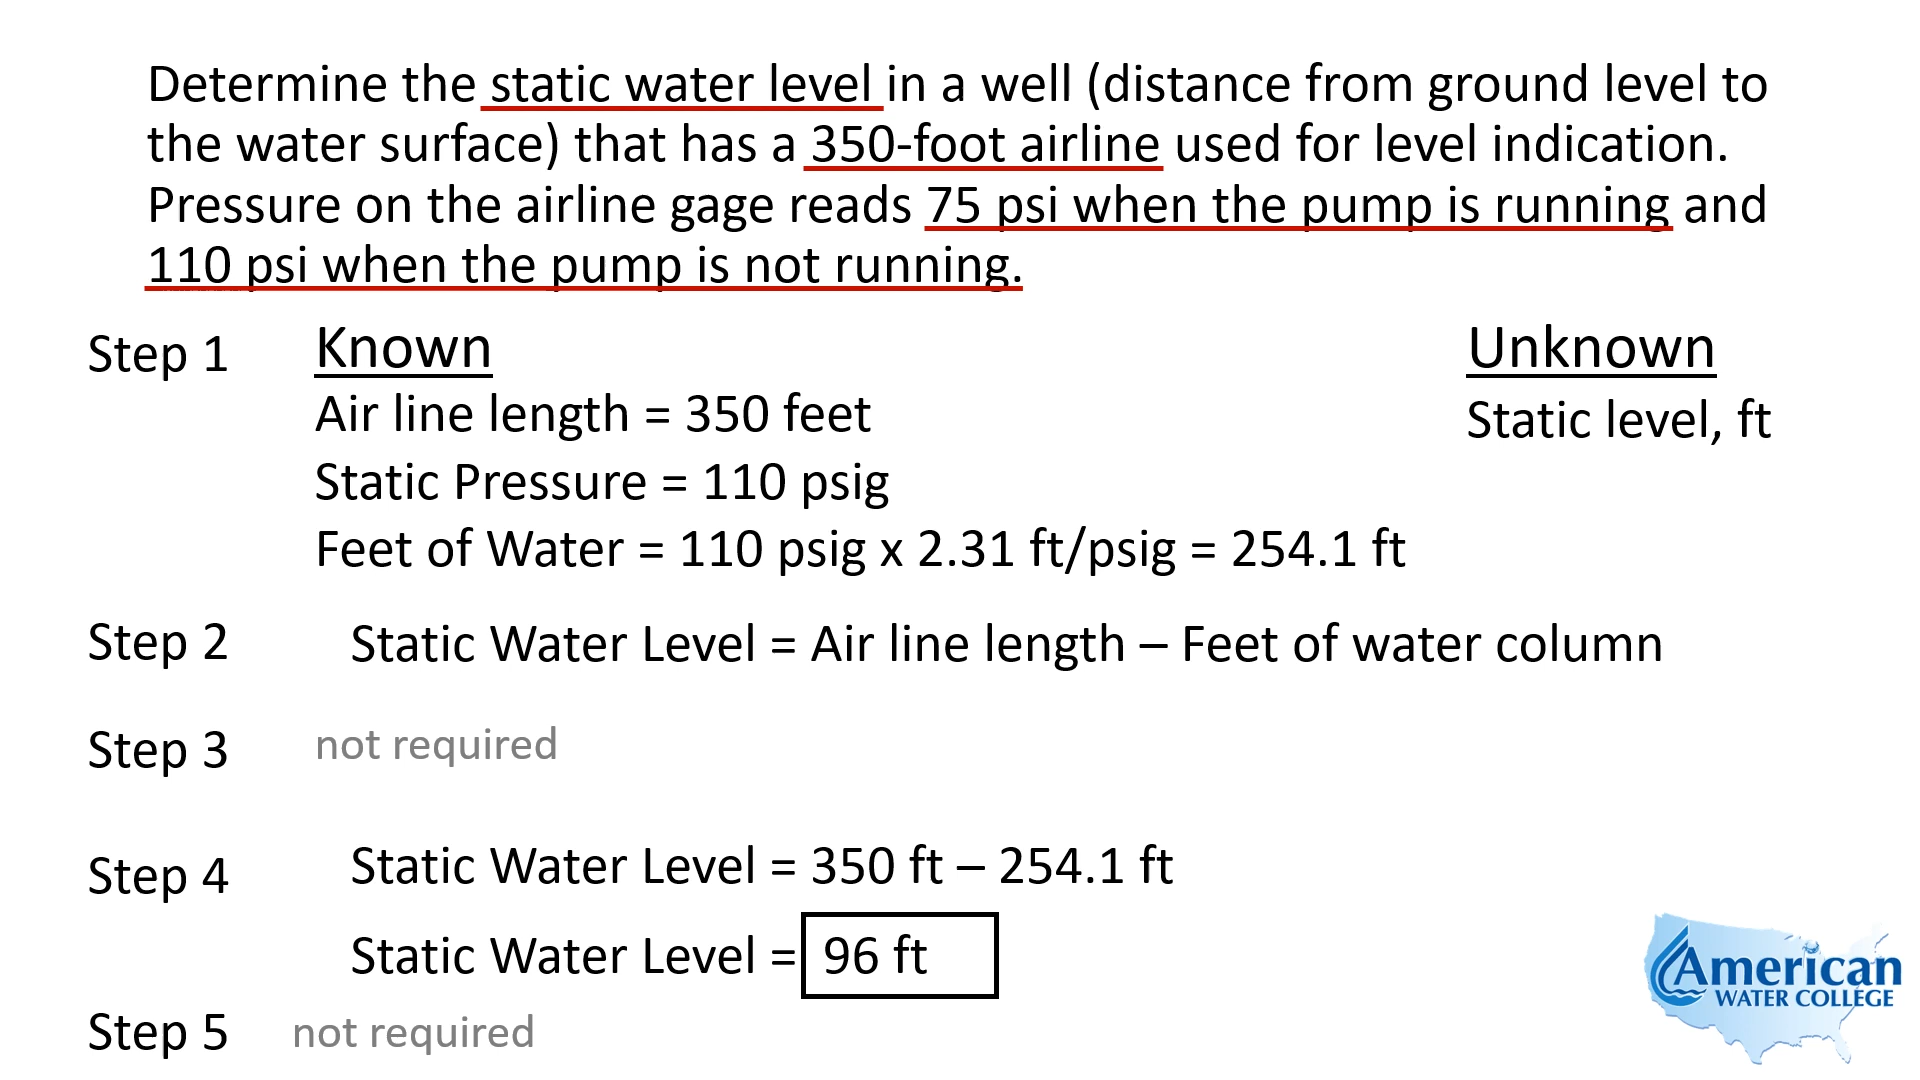 Determine the static water level in a well (distance from ground level to
the water surface) that has a 350-foot airline used for level indication.
Pressure on the airline gage reads 75 psi when the pump is running and
110 psi when the pump is not running.
Step 1
Known
Unknown
Air line length = 350 feet
Static level, ft
Static Pressure = 110 psig
Feet of Water = 110 psig x 2.31 ft/psig = 254.1 ft
Step 2
Static Water Level = Air line length – Feet of water column
Step 3
not required
Step 4
Static Water Level = 350 ft – 254.1 ft
Static Water Level = 96 ft
Step 5
not required
American
WATER COLLEGE